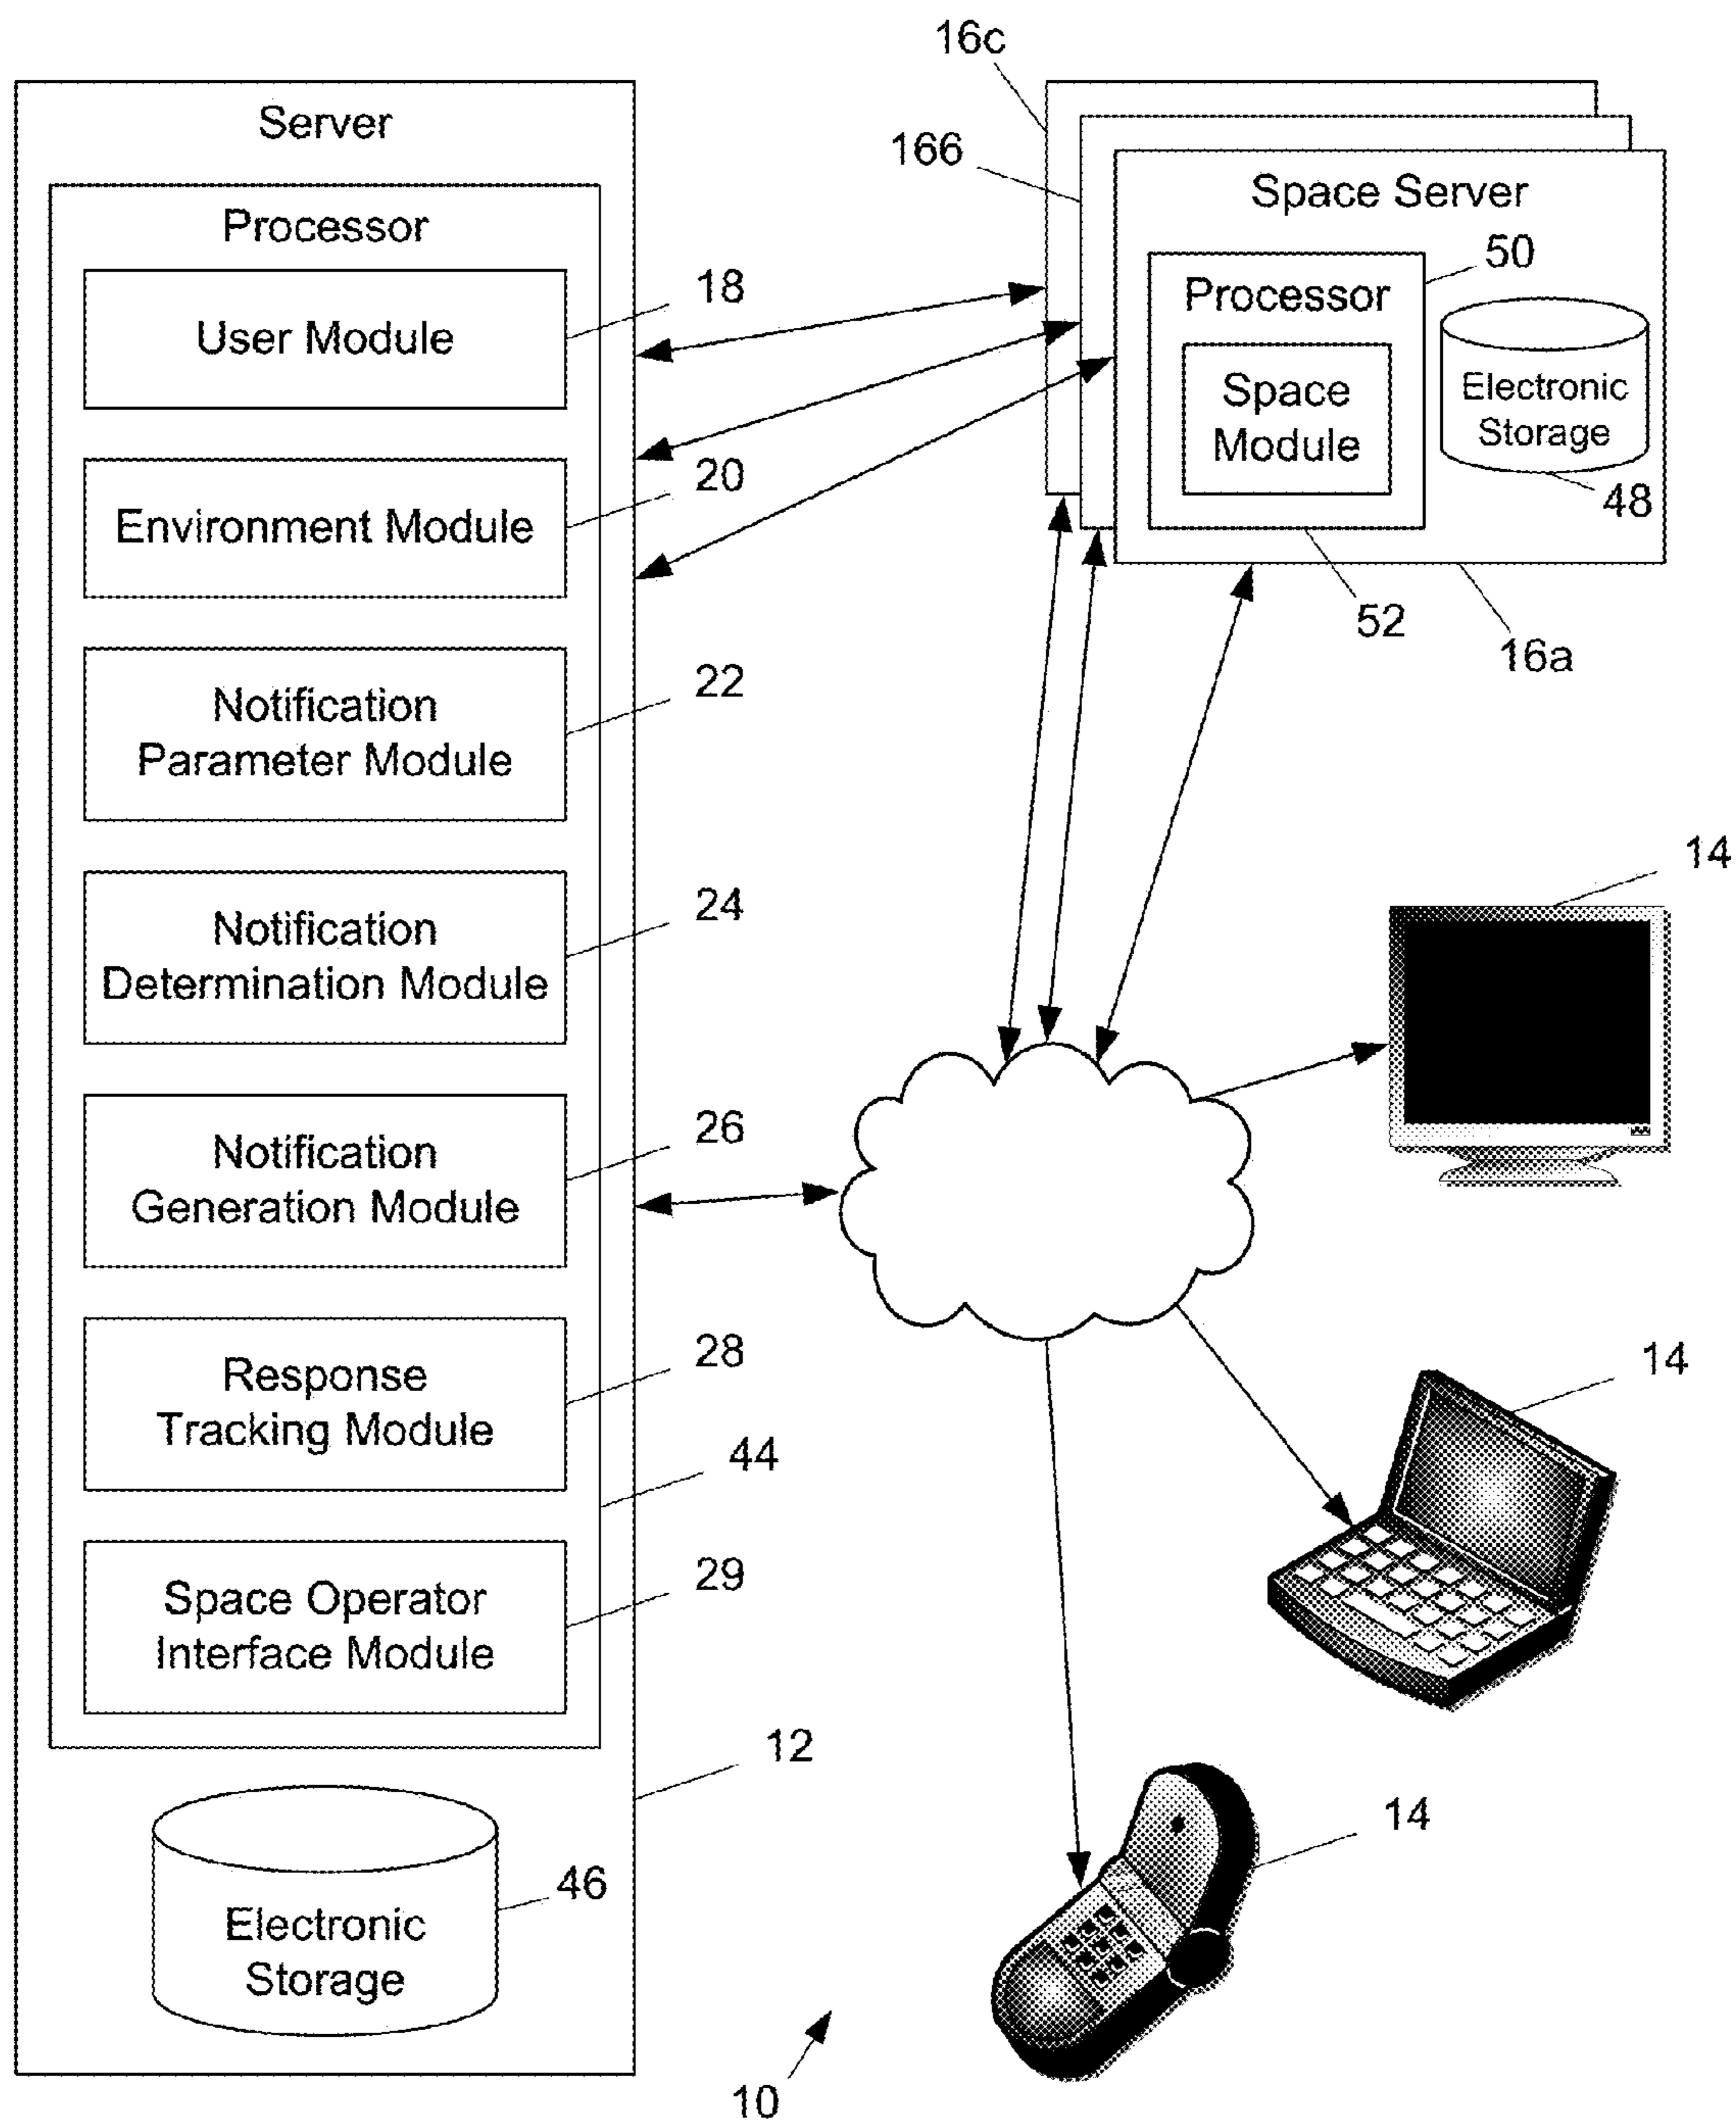 Server
Processor
User Module
18
Environment Module
20
Notification
Parameter Module
22
Notification
Determination Module
24
Notification
Generation Module
26
Response
Tracking Module
28
44
Space Operator
Interface Module
29
12
Electronic
Storage
46
16c
166
Space Server
Processor
50
Space
Module
Electronic
Storage
48
52
16a
14
14
14
10